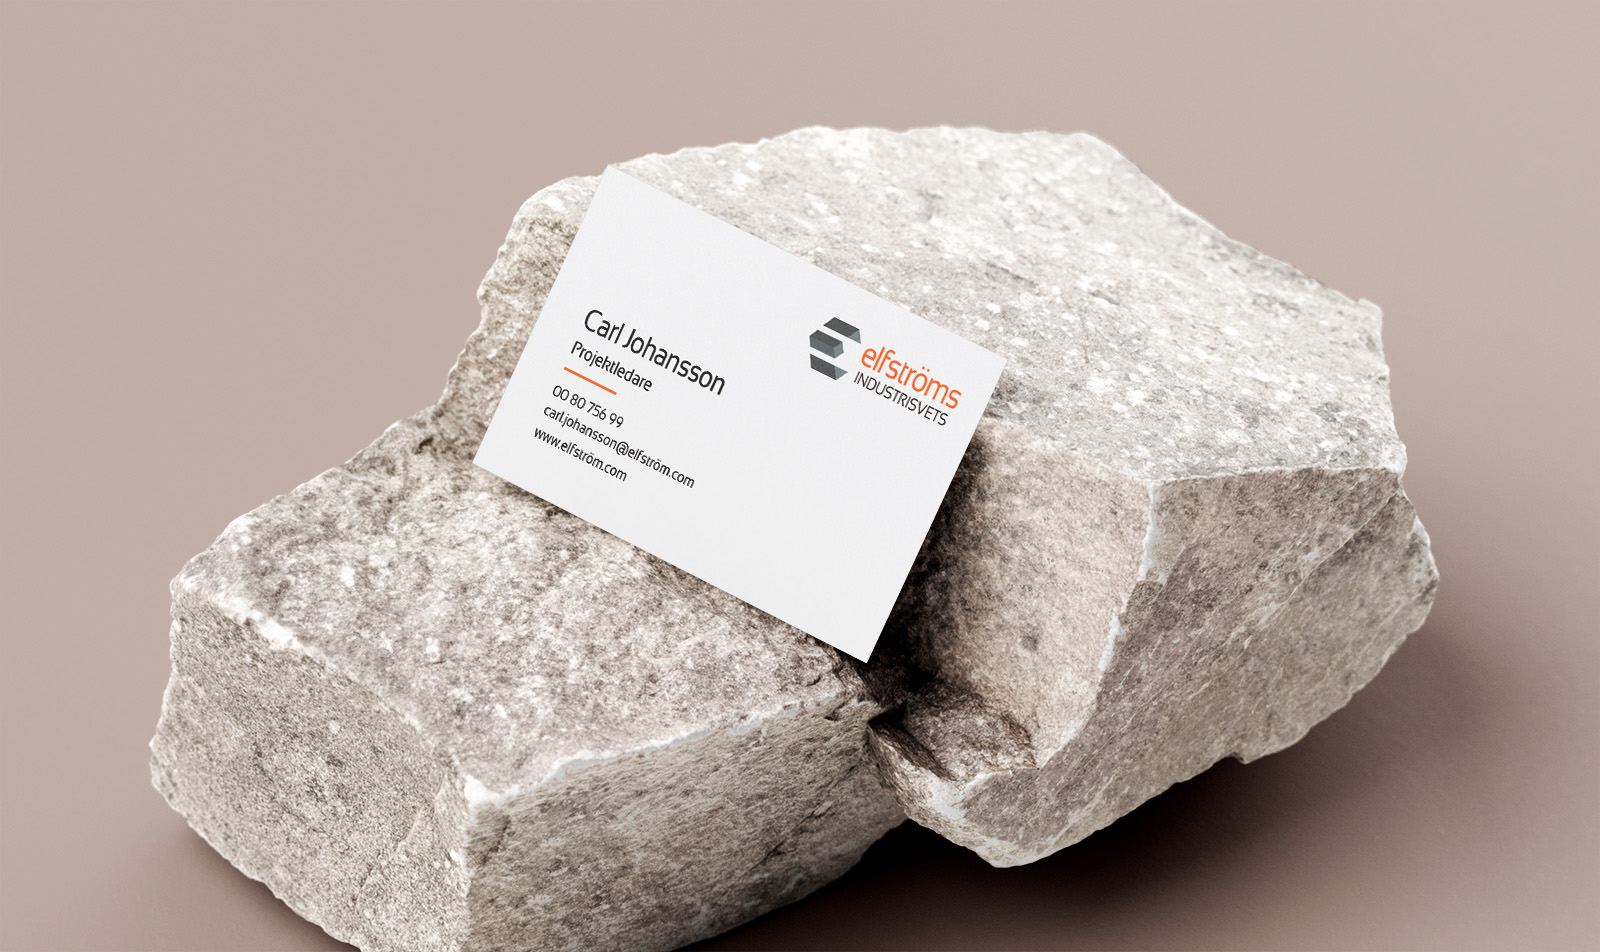 Carl Johansson
Projektledare
00 80 756 99
carl.johansson@elfström.com
www.elfström.com
elfströms
INDUSTRISVETS